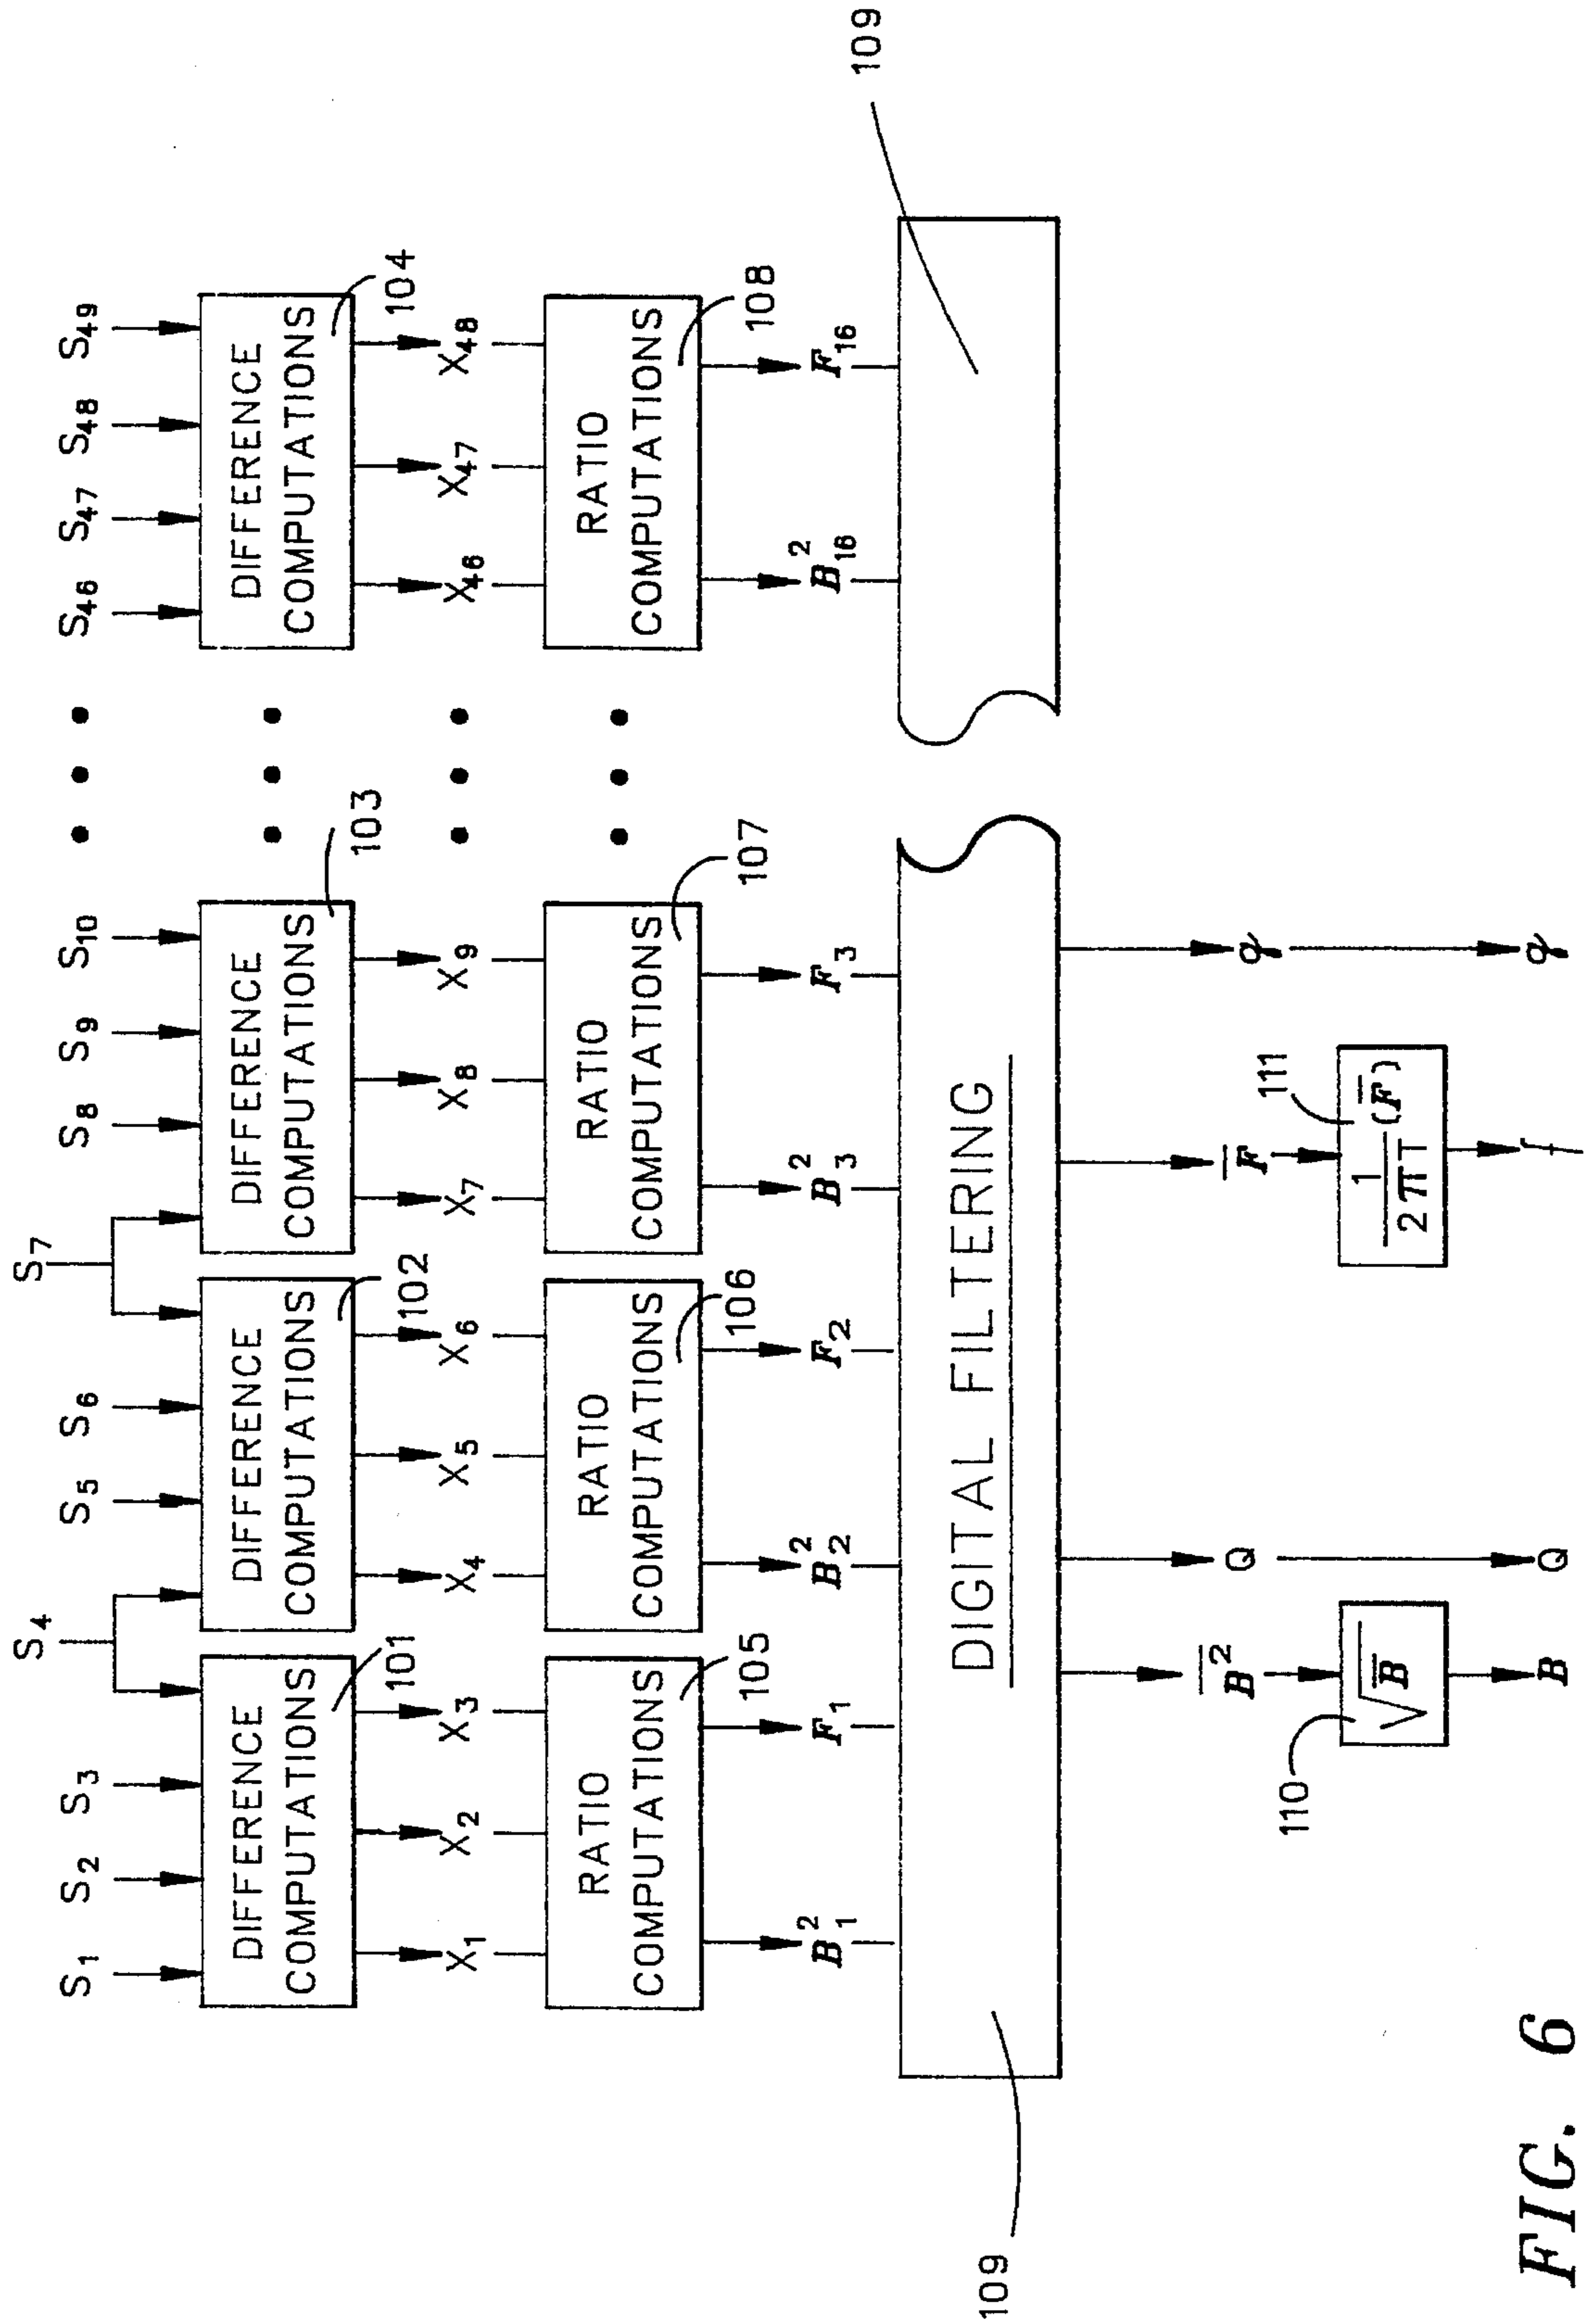 S1 S2 S3 S4 S5 S6 S7 S8 S9 S10 S46 S47 S48 S49
DIFFERENCE COMPUTATIONS 101
DIFFERENCE COMPUTATIONS 102
DIFFERENCE COMPUTATIONS 103
DIFFERENCE COMPUTATIONS 104
X1 X2 X3 X4 X5 X6 X7 X8 X9 X46 X47 X48
RATIO COMPUTATIONS 105
RATIO COMPUTATIONS 106
RATIO COMPUTATIONS 107
RATIO COMPUTATIONS 108
B₁² F₁ B₂² F₂ B₃² F₃ B₁₆² F₁₆
109 DIGITAL FILTERING 109
B̅² Q F̅ q
110 √B̅
111 1/2πT (F̅)
B Q f q
FIG. 6